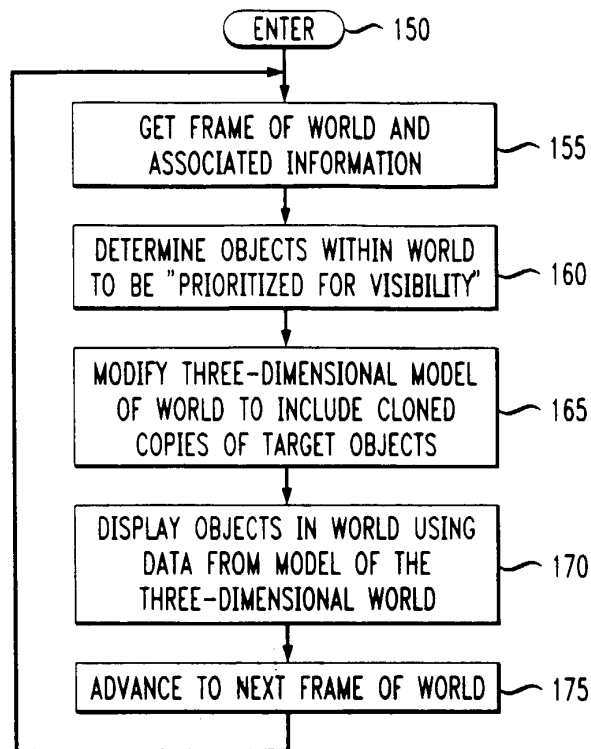 ENTER 150
GET FRAME OF WORLD AND
ASSOCIATED INFORMATION
155
DETERMINE OBJECTS WITHIN WORLD
TO BE "PRIORITIZED FOR VISIBILITY"
160
MODIFY THREE-DIMENSIONAL MODEL
OF WORLD TO INCLUDE CLONED
COPIES OF TARGET OBJECTS
165
DISPLAY OBJECTS IN WORLD USING
DATA FROM MODEL OF THE
THREE-DIMENSIONAL WORLD
170
ADVANCE TO NEXT FRAME OF WORLD 175